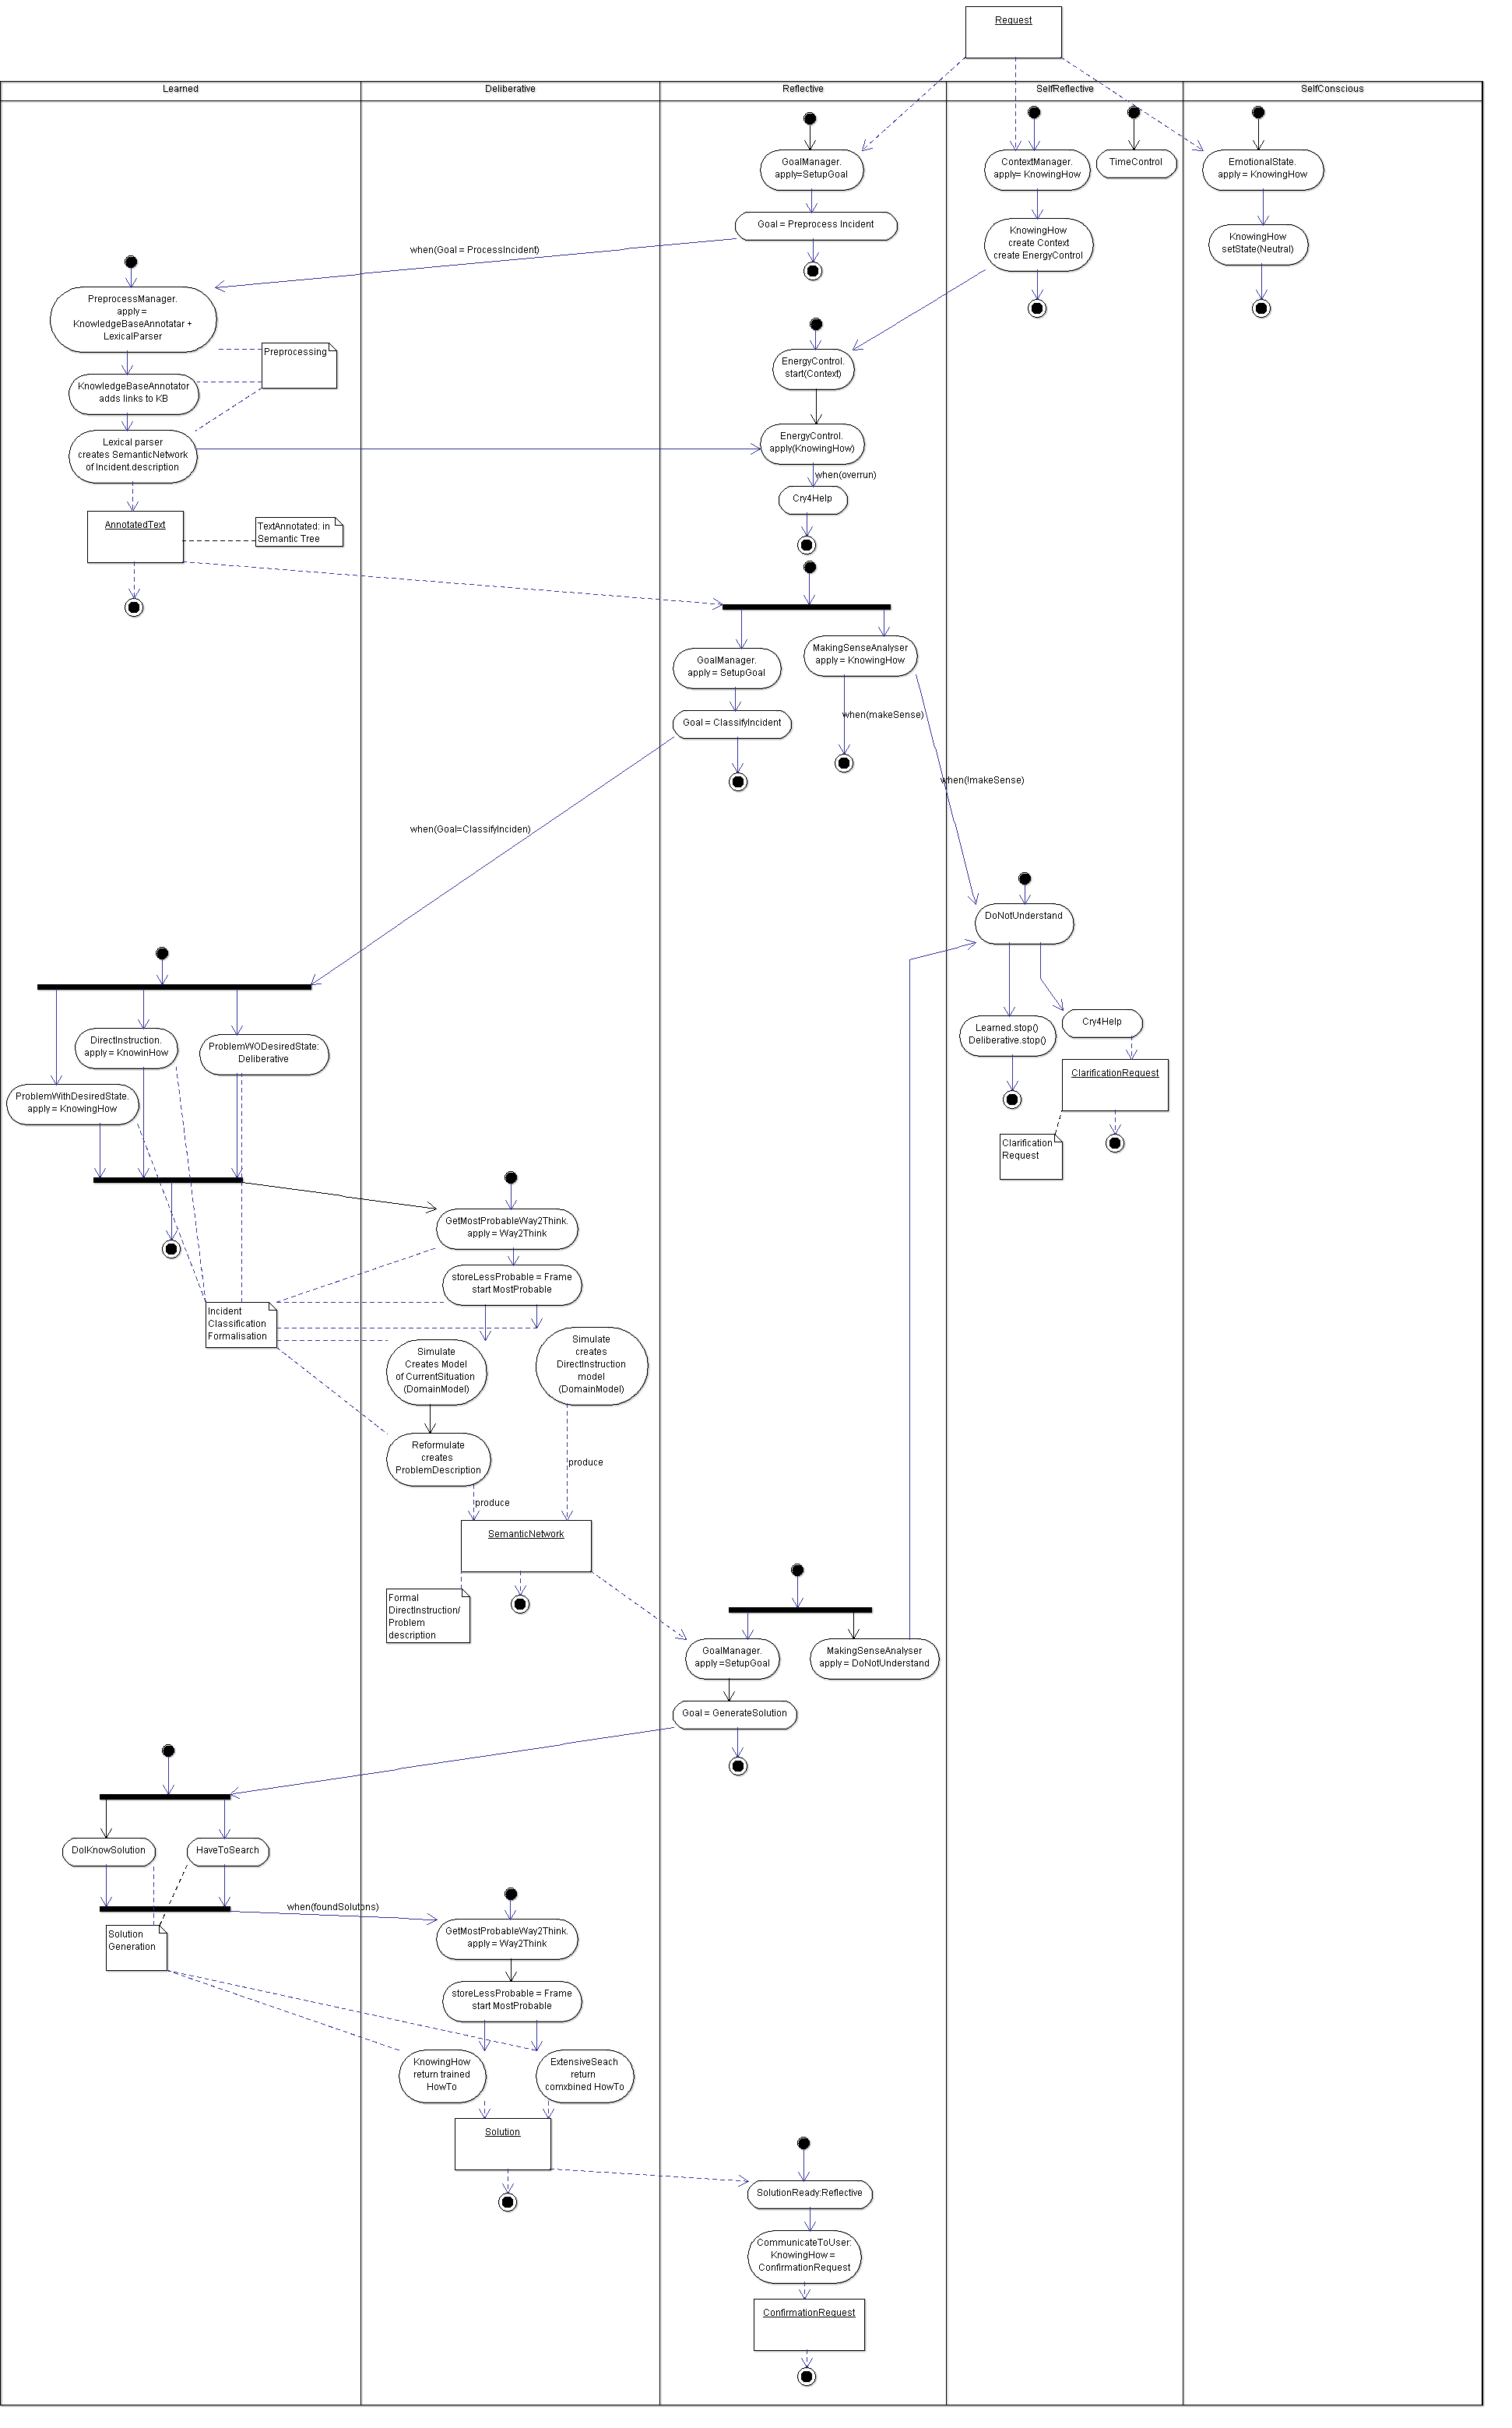 Request
Learned
Deliberative
Reflective
SelfReflective
SelfConscious
GoalManager.
apply=SetupGoal
ContextManager.
apply= KnowingHow
TimeControl
EmotionalState.
apply = KnowingHow
Goal = Preprocess Incident
KnowingHow
create Context
create EnergyControl
KnowingHow
setState(Neutral)
when(Goal = ProcessIncident)
PreprocessManager.
apply =
KnowledgeBaseAnnotatar +
LexicalParser
Preprocessing
EnergyControl.
start(Context)
KnowledgeBaseAnnotator
adds links to KB
Lexical parser
creates SemanticNetwork
of Incident.description
EnergyControl.
apply(KnowingHow)
when(overrun)
Cry4Help
AnnotatedText
TextAnnotated: in
Semantic Tree
GoalManager.
apply = SetupGoal
MakingSenseAnalyser
apply = KnowingHow
Goal = ClassifyIncident
when(makeSense)
when(!makeSense)
when(Goal=ClassifyInciden)
DoNotUnderstand
Learned.stop()
Deliberative.stop()
Cry4Help
DirectInstruction.
apply = KnowinHow
ProblemWODesiredState:
Deliberative
ClarificationRequest
ProblemWithDesiredState.
apply = KnowingHow
Clarification
Request
GetMostProbableWay2Think.
apply = Way2Think
storeLessProbable = Frame
start MostProbable
Incident
Classification
Formalisation
Simulate
Creates Model
of CurrentSituation
(DomainModel)
Simulate
creates
DirectInstruction
model
(DomainModel)
Reformulate
creates
ProblemDescription
produce
produce
SemanticNetwork
Formal
DirectInstruction/
Problem
description
GoalManager.
apply =SetupGoal
MakingSenseAnalyser
apply = DoNotUnderstand
Goal = GenerateSolution
DoIKnowSolution
HaveToSearch
when(foundSolutons)
Solution
Generation
GetMostProbableWay2Think.
apply = Way2Think
storeLessProbable = Frame
start MostProbable
KnowingHow
return trained
HowTo
ExtensiveSeach
return
comxbined HowTo
Solution
SolutionReady:Reflective
CommunicateToUser:
KnowingHow =
ConfirmationRequest
ConfirmationRequest